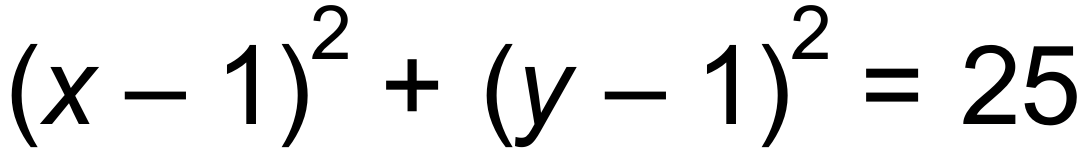 (x – 1)² + (y – 1)² = 25